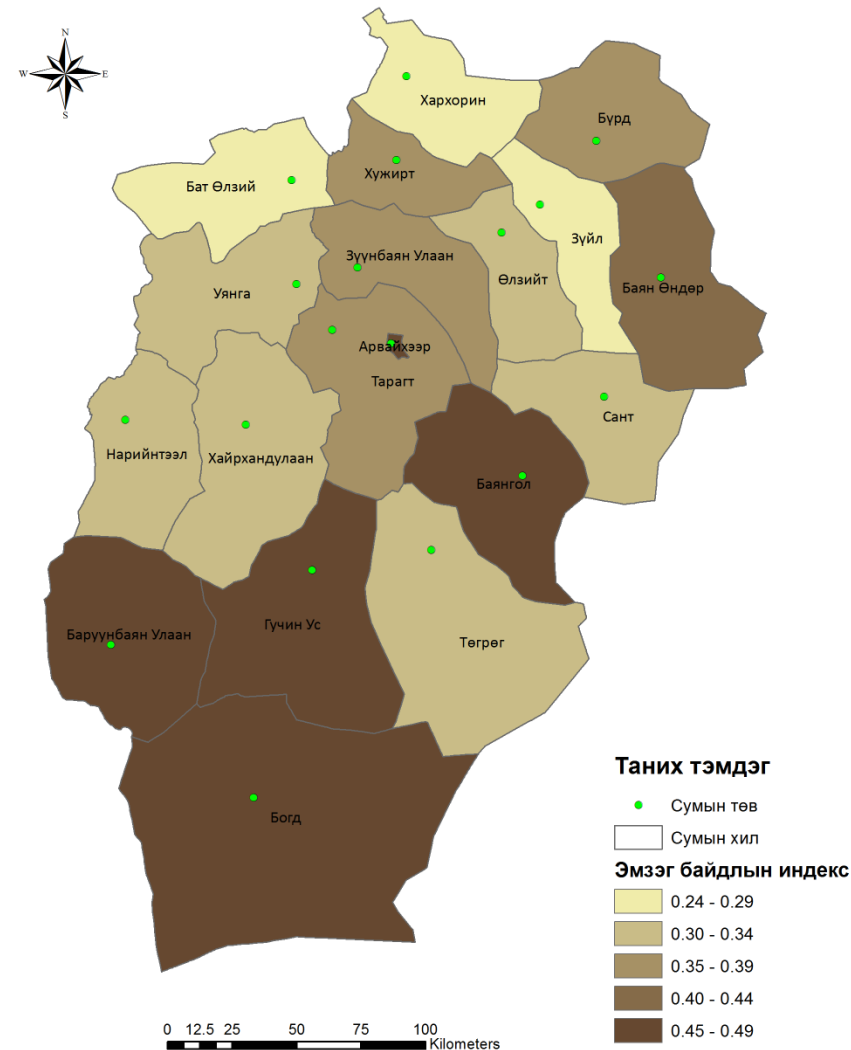 N
W E
S
Хархорин
Бүрд
Хужирт
Бат Өлзий
Зүйл
Зүүнбаян Улаан
Өлзийт
Баян Өндөр
Уянга
Арвайхээр
Тарагт
Сант
Нарийнтээл
Хайрхандулаан
Баянгол
Гучин Ус
Баруунбаян Улаан
Төгрөг
Богд
Таних тэмдэг
Сумын төв
Сумын хил
Эмзэг байдлын индекс
0.24 - 0.29
0.30 - 0.34
0.35 - 0.39
0.40 - 0.44
0.45 - 0.49
0 12.5 25 50 75 100
Kilometers